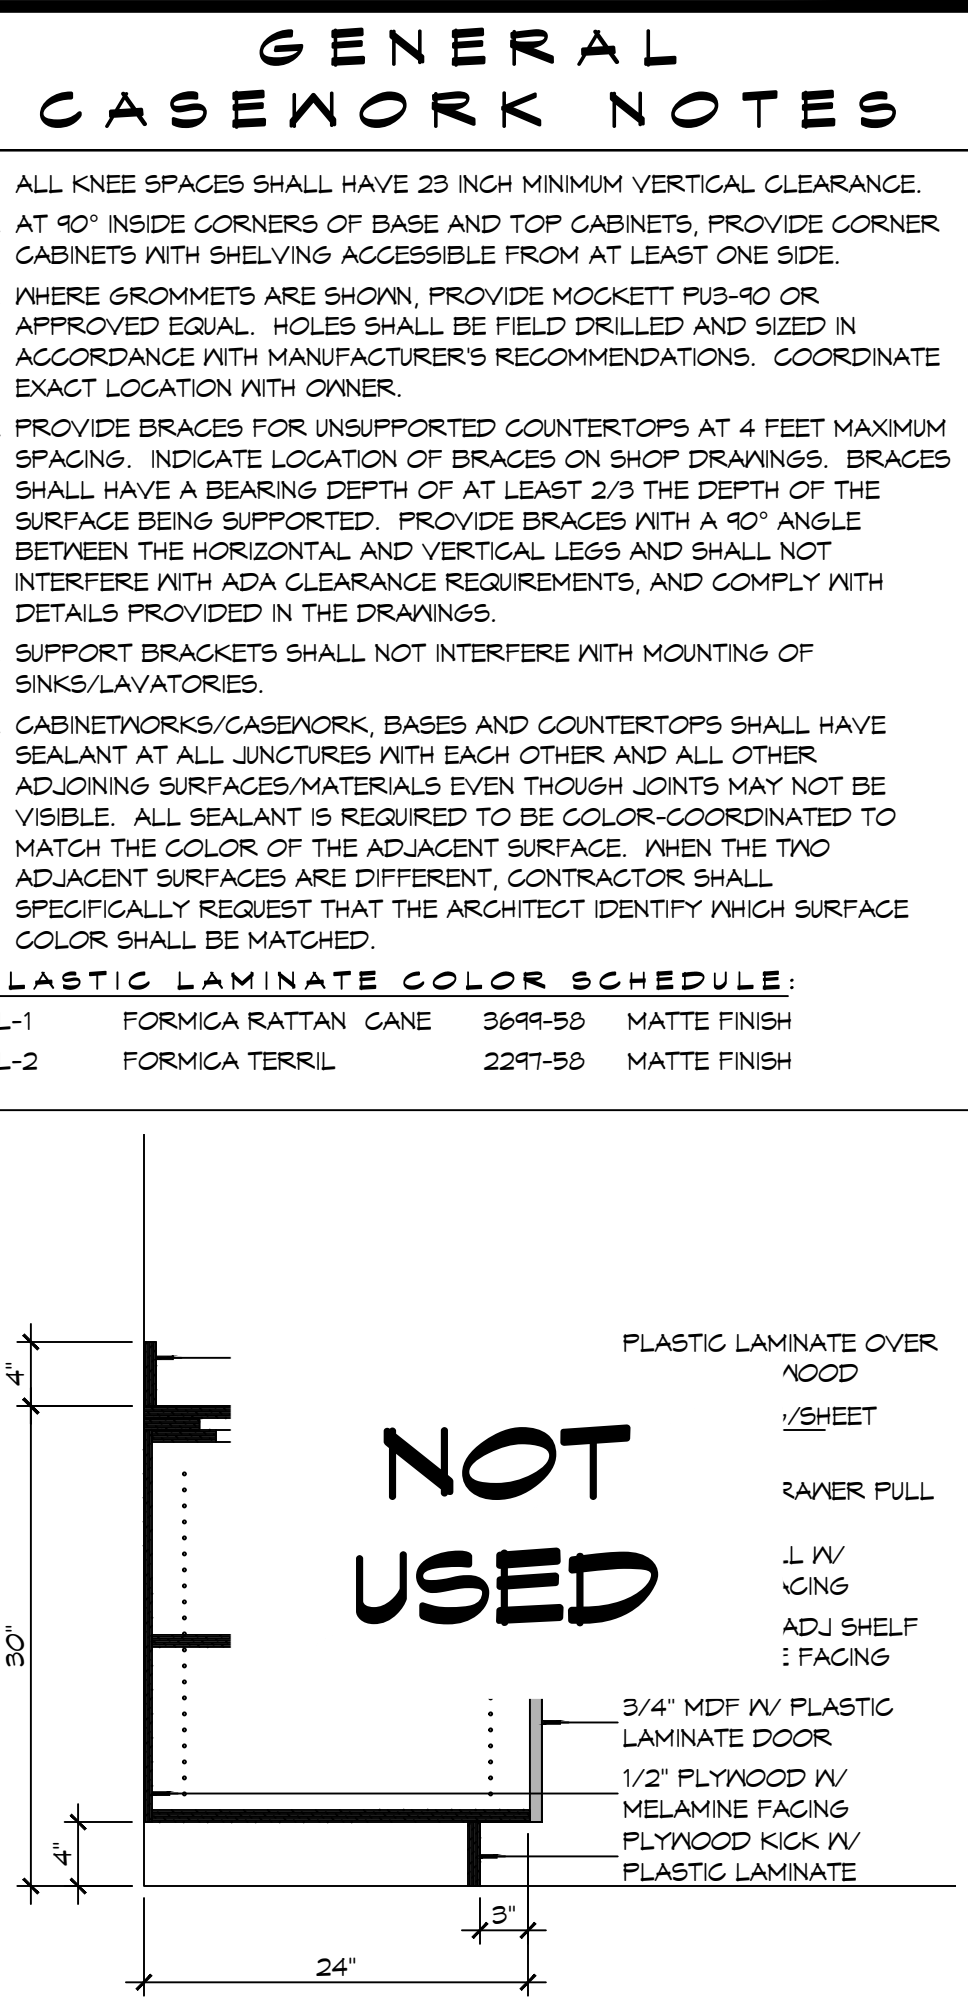 GENERAL
CASEWORK NOTES
ALL KNEE SPACES SHALL HAVE 23 INCH MINIMUM VERTICAL CLEARANCE.
AT 90° INSIDE CORNERS OF BASE AND TOP CABINETS, PROVIDE CORNER
CABINETS WITH SHELVING ACCESSIBLE FROM AT LEAST ONE SIDE.
WHERE GROMMETS ARE SHOWN, PROVIDE MOCKETT PU3-90 OR
APPROVED EQUAL. HOLES SHALL BE FIELD DRILLED AND SIZED IN
ACCORDANCE WITH MANUFACTURER'S RECOMMENDATIONS. COORDINATE
EXACT LOCATION WITH OWNER.
PROVIDE BRACES FOR UNSUPPORTED COUNTERTOPS AT 4 FEET MAXIMUM
SPACING. INDICATE LOCATION OF BRACES ON SHOP DRAWINGS. BRACES
SHALL HAVE A BEARING DEPTH OF AT LEAST 2/3 THE DEPTH OF THE
SURFACE BEING SUPPORTED. PROVIDE BRACES WITH A 90° ANGLE
BETWEEN THE HORIZONTAL AND VERTICAL LEGS AND SHALL NOT
INTERFERE WITH ADA CLEARANCE REQUIREMENTS, AND COMPLY WITH
DETAILS PROVIDED IN THE DRAWINGS.
SUPPORT BRACKETS SHALL NOT INTERFERE WITH MOUNTING OF
SINKS/LAVATORIES.
CABINETWORKS/CASEWORK, BASES AND COUNTERTOPS SHALL HAVE
SEALANT AT ALL JUNCTURES WITH EACH OTHER AND ALL OTHER
ADJOINING SURFACES/MATERIALS EVEN THOUGH JOINTS MAY NOT BE
VISIBLE. ALL SEALANT IS REQUIRED TO BE COLOR-COORDINATED TO
MATCH THE COLOR OF THE ADJACENT SURFACE. WHEN THE TWO
ADJACENT SURFACES ARE DIFFERENT, CONTRACTOR SHALL
SPECIFICALLY REQUEST THAT THE ARCHITECT IDENTIFY WHICH SURFACE
COLOR SHALL BE MATCHED.
LASTIC LAMINATE COLOR SCHEDULE:
L-1 FORMICA RATTAN CANE 3699-58 MATTE FINISH
L-2 FORMICA TERRIL 2297-58 MATTE FINISH
PLASTIC LAMINATE OVER
WOOD
/SHEET
RAWER PULL
L W/
ACING
ADJ SHELF
FACING
3/4" MDF W/ PLASTIC
LAMINATE DOOR
1/2" PLYWOOD W/
MELAMINE FACING
PLYWOOD KICK W/
PLASTIC LAMINATE
NOT
USED
4"
30"
4"
3"
24"